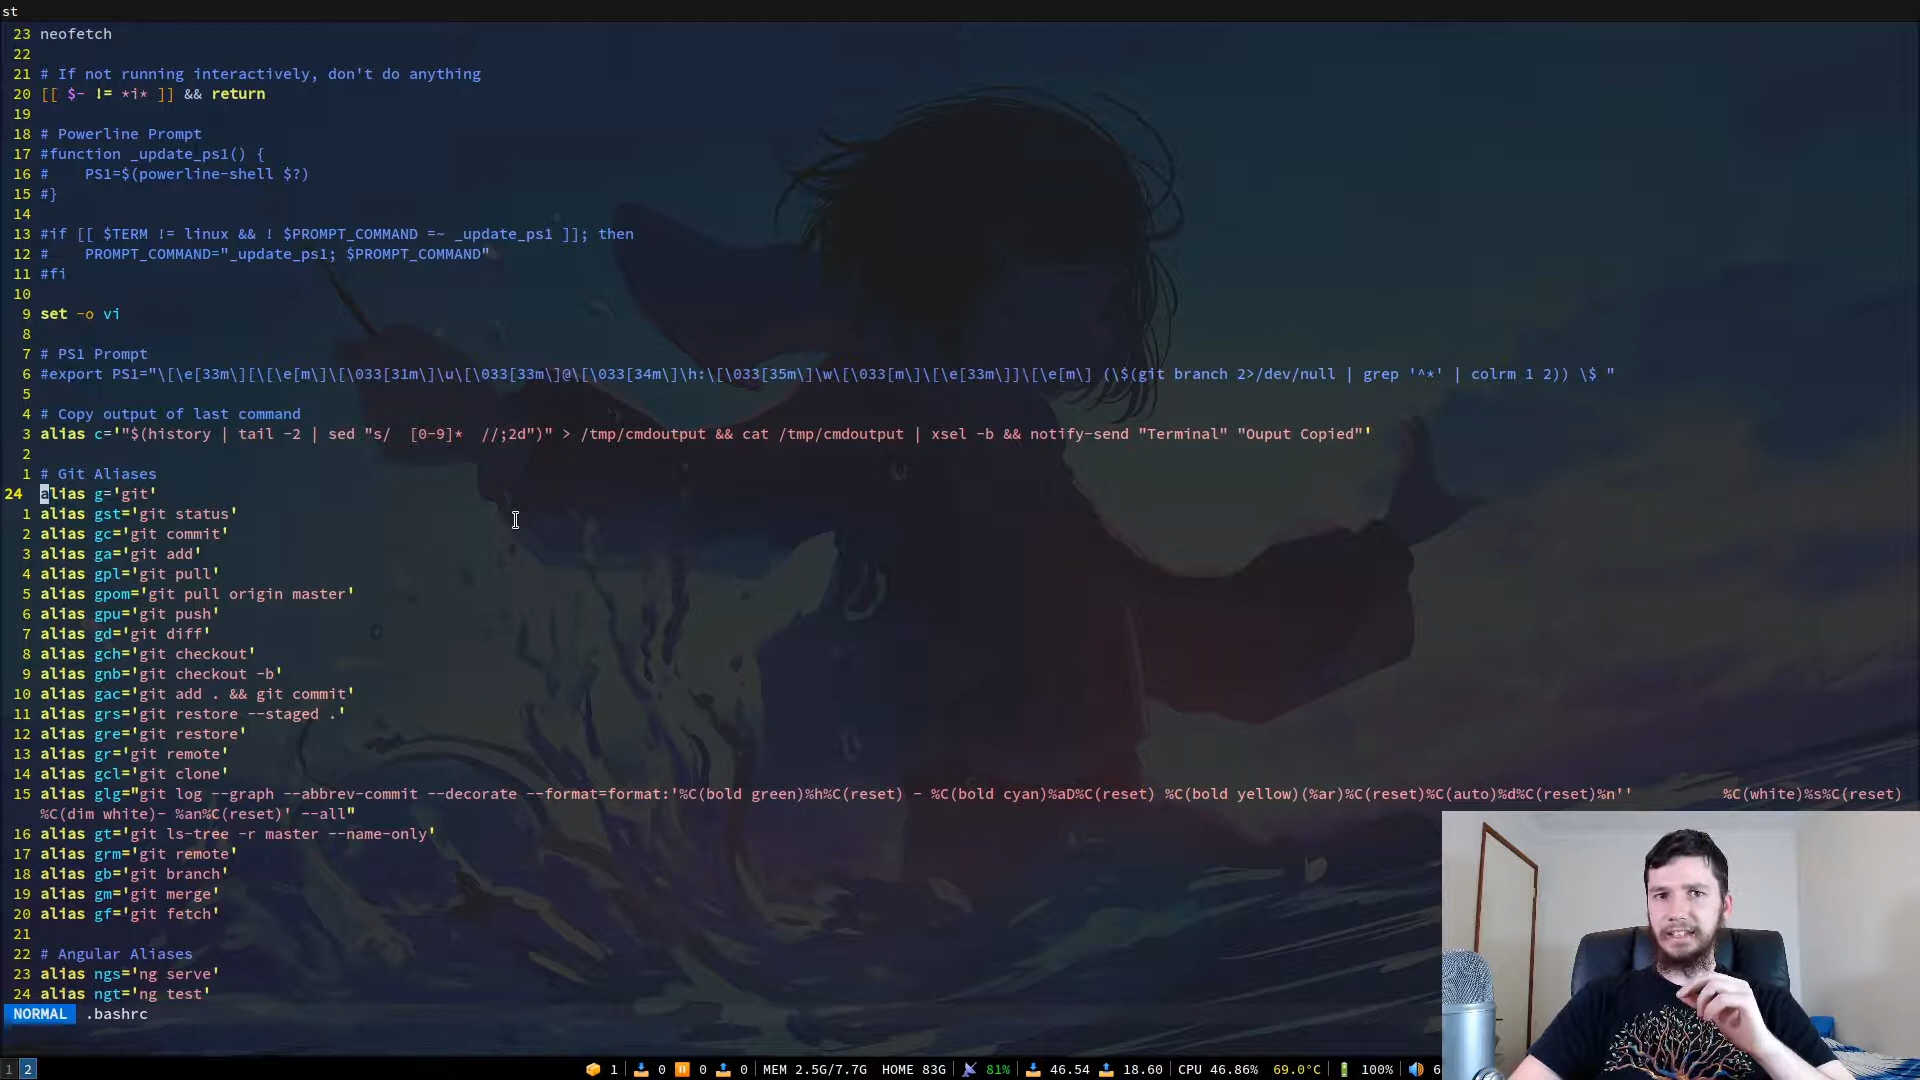 st
23 neofetch
22
21 # If not running interactively, don't do anything
20 [[ $- != *i* ]] && return
19
18 # Powerline Prompt
17 #function _update_ps1() {
16 #    PS1=$(powerline-shell $?)
15 #}
14
13 #if [[ $TERM != linux && ! $PROMPT_COMMAND =~ _update_ps1 ]]; then
12 #    PROMPT_COMMAND="_update_ps1; $PROMPT_COMMAND"
11 #fi
10
9 set -o vi
8
7 # PS1 Prompt
6 #export PS1="\[\e[33m\][\[\e[m\]\[\033[31m\]\u\[\033[33m\]@\[\033[34m\]\h:\[\033[35m\]\w\[\033[m\]\[\e[33m\]]\[\e[m\] (\$(git branch 2>/dev/null | grep '^*' | colrm 1 2)) \$ "
5
4 # Copy output of last command
3 alias c='"$(history | tail -2 | sed "s/  [0-9]*  //;2d")" > /tmp/cmdoutput && cat /tmp/cmdoutput | xsel -b && notify-send "Terminal" "Ouput Copied"'
2
1 # Git Aliases
24 alias g='git'
1 alias gst='git status'
2 alias gc='git commit'
3 alias ga='git add'
4 alias gpl='git pull'
5 alias gpom='git pull origin master'
6 alias gpu='git push'
7 alias gd='git diff'
8 alias gch='git checkout'
9 alias gnb='git checkout -b'
10 alias gac='git add . && git commit'
11 alias grs='git restore --staged .'
12 alias gre='git restore'
13 alias gr='git remote'
14 alias gcl='git clone'
15 alias glg="git log --graph --abbrev-commit --decorate --format=format:'%C(bold green)%h%C(reset) - %C(bold cyan)%aD%C(reset) %C(bold yellow)(%ar)%C(reset)%C(auto)%d%C(reset)%n''          %C(white)%s%C(reset)
%C(dim white)- %an%C(reset)' --all"
16 alias gt='git ls-tree -r master --name-only'
17 alias grm='git remote'
18 alias gb='git branch'
19 alias gm='git merge'
20 alias gf='git fetch'
21
22 # Angular Aliases
23 alias ngs='ng serve'
24 alias ngt='ng test'
NORMAL .bashrc
1 2 1 0 0 0 MEM 2.5G/7.7G HOME 83G 81% 46.54 18.60 CPU 46.86% 69.0°C 100% 6